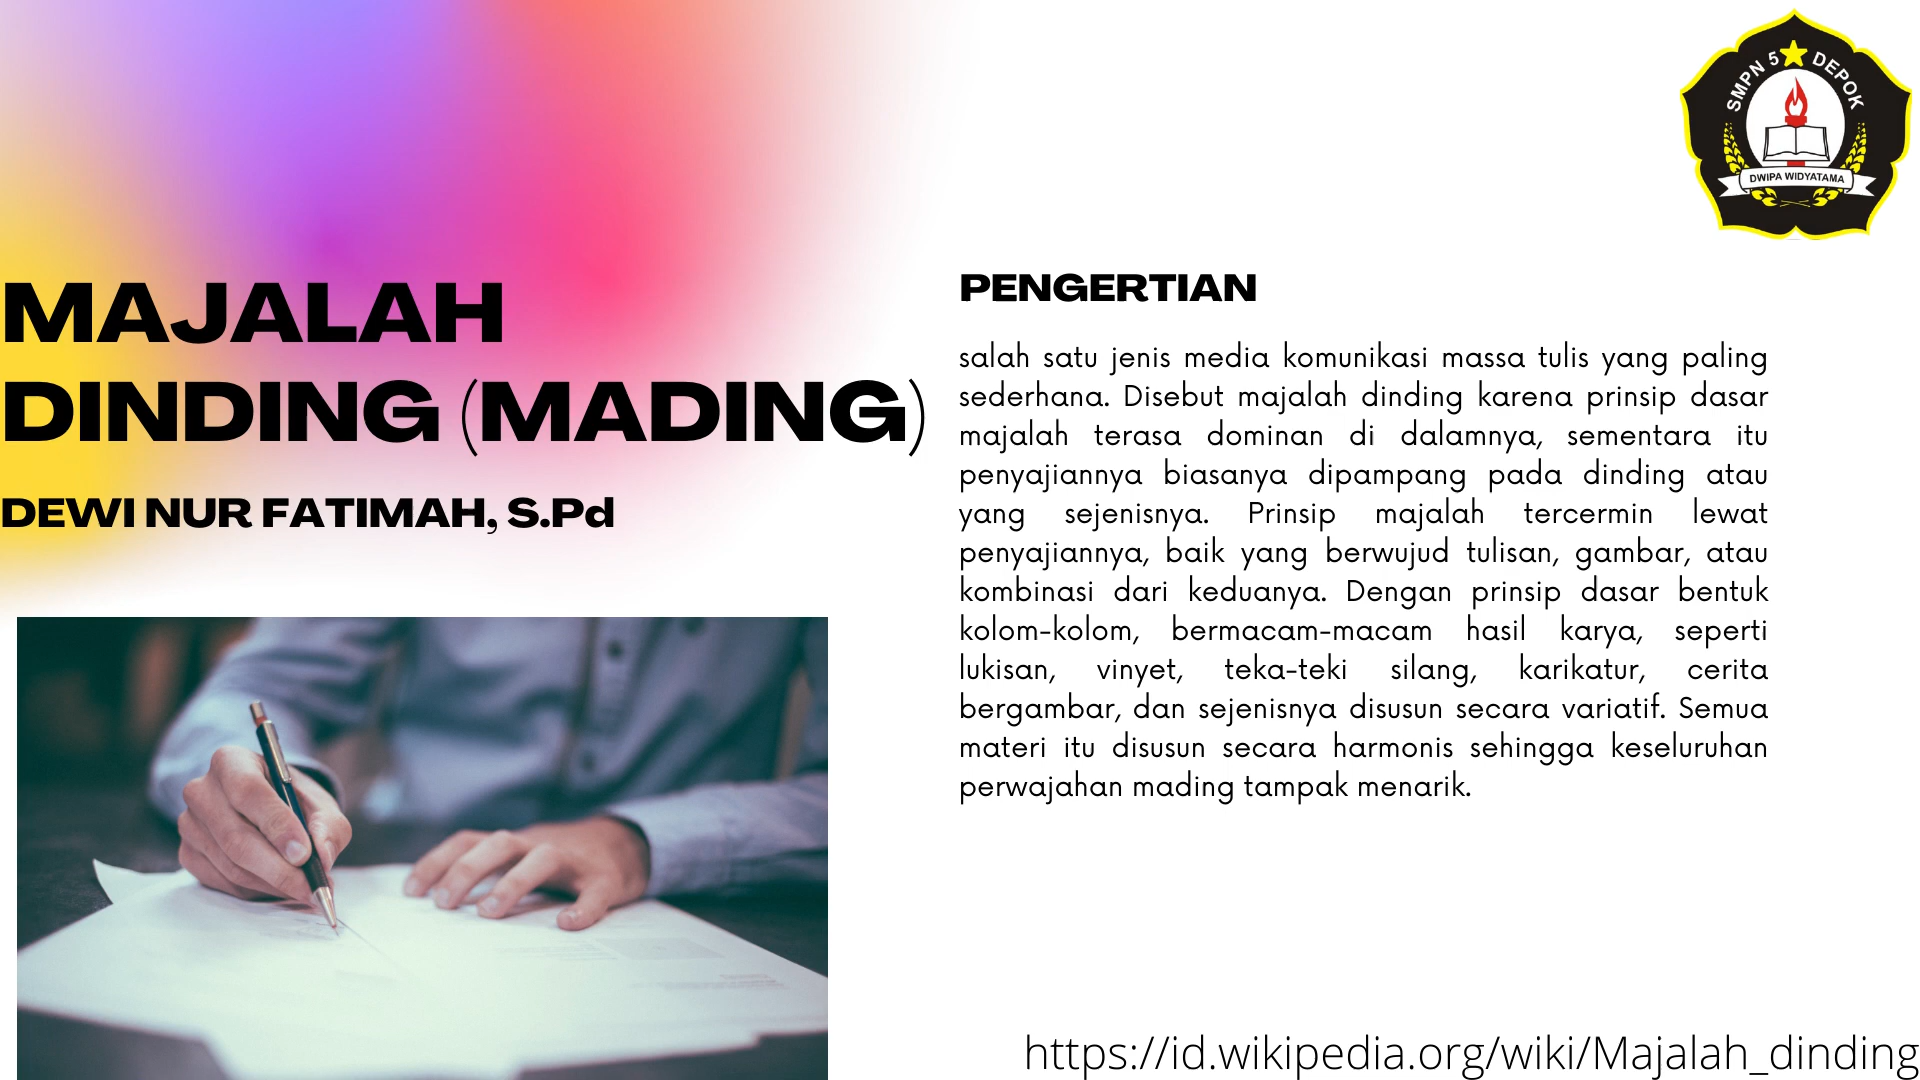 SMPN 5 DEPOK
DWIPA WIDYATAMA
MAJALAH
DINDING (MADING)
DEWI NUR FATIMAH, S.Pd
PENGERTIAN
salah satu jenis media komunikasi massa tulis yang paling
sederhana. Disebut majalah dinding karena prinsip dasar
majalah terasa dominan di dalamnya, sementara itu
penyajiannya biasanya dipampang pada dinding atau
yang sejenisnya. Prinsip majalah tercermin lewat
penyajiannya, baik yang berwujud tulisan, gambar, atau
kombinasi dari keduanya. Dengan prinsip dasar bentuk
kolom-kolom, bermacam-macam hasil karya, seperti
lukisan, vinyet, teka-teki silang, karikatur, cerita
bergambar, dan sejenisnya disusun secara variatif. Semua
materi itu disusun secara harmonis sehingga keseluruhan
perwajahan mading tampak menarik.
https://id.wikipedia.org/wiki/Majalah_dinding